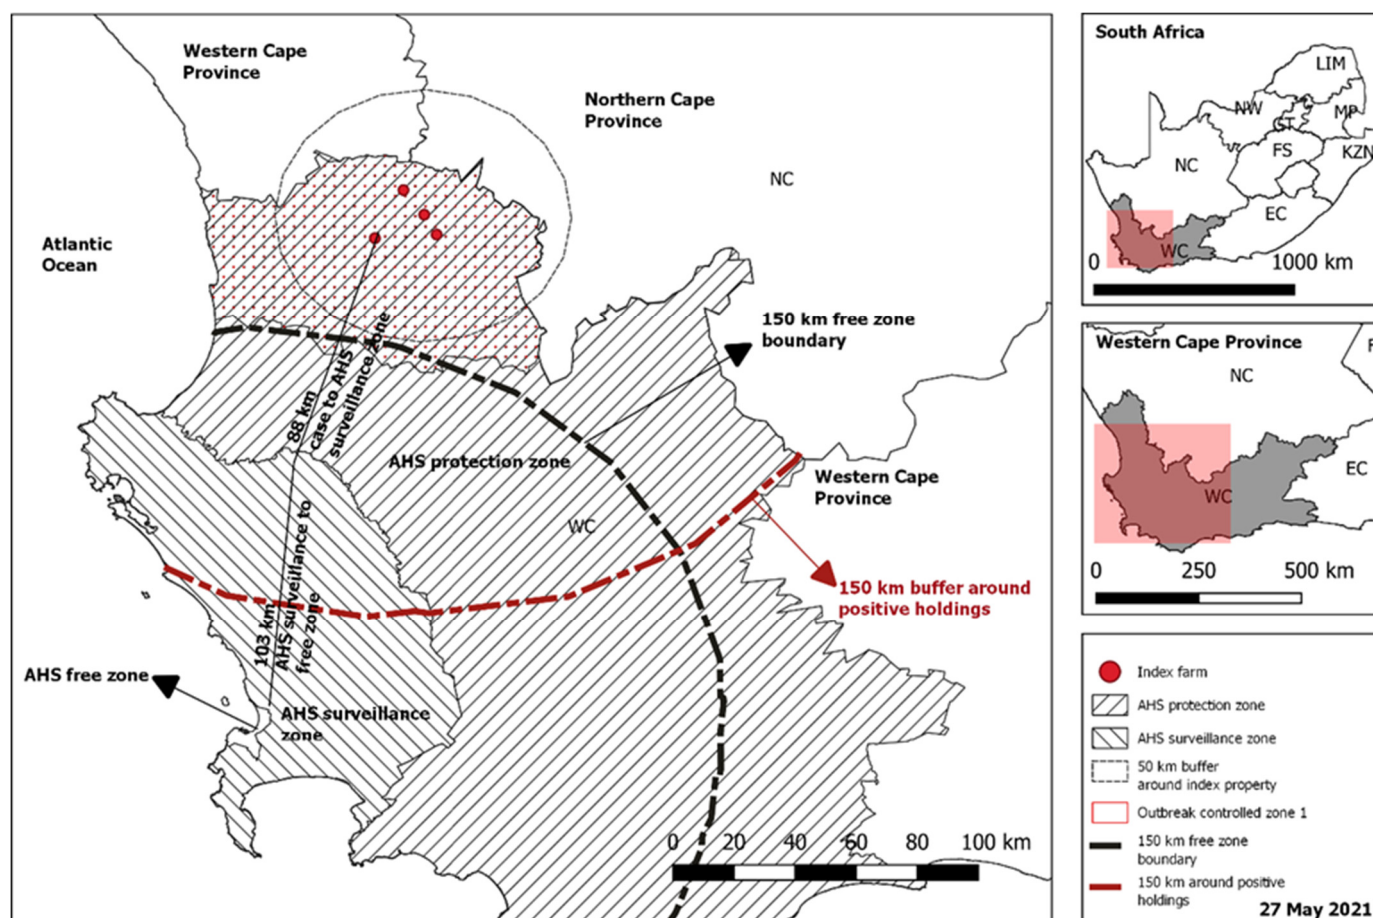 Western Cape
Province
Northern Cape
Province
NC
Atlantic
Ocean
150 km free zone
boundary
88 km
case to AHS
surveillance zone
AHS protection zone
WC
Western Cape
Province
150 km buffer around
positive holdings
103 km
AHS surveillance to
free zone
AHS free zone
AHS surveillance
zone
0 20 40 60 80 100 km
South Africa
LIM
NW
MP
GT
FS
KZN
NC
EC
WC
0 1000 km
Western Cape Province
F
NC
EC
WC
0 250 500 km
Index farm
AHS protection zone
AHS surveillance zone
50 km buffer
around index property
Outbreak controlled zone 1
150 km free zone
boundary
150 km around positive
holdings
27 May 2021